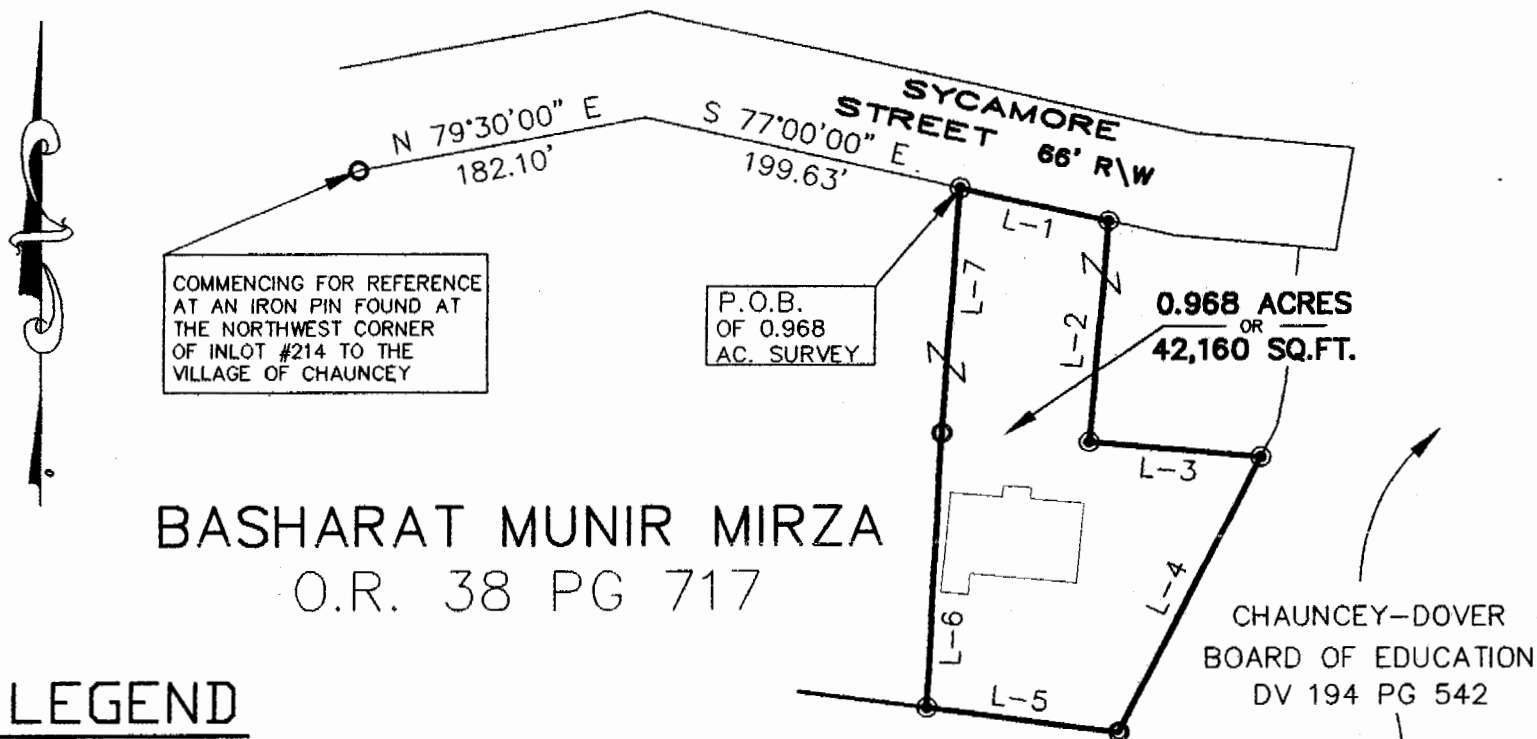 SYCAMORE
STREET 66' R\W
N 79°30'00" E
182.10'
S 77°00'00" E
199.63'
COMMENCING FOR REFERENCE
AT AN IRON PIN FOUND AT
THE NORTHWEST CORNER
OF INLOT #214 TO THE
VILLAGE OF CHAUNCEY
P.O.B.
OF 0.968
AC. SURVEY
L-1
L-7
L-2
0.968 ACRES
OR
42,160 SQ.FT.
L-3
BASHARAT MUNIR MIRZA
O.R. 38 PG 717
L-4
L-6
L-5
CHAUNCEY-DOVER
BOARD OF EDUCATION
DV 194 PG 542
LEGEND